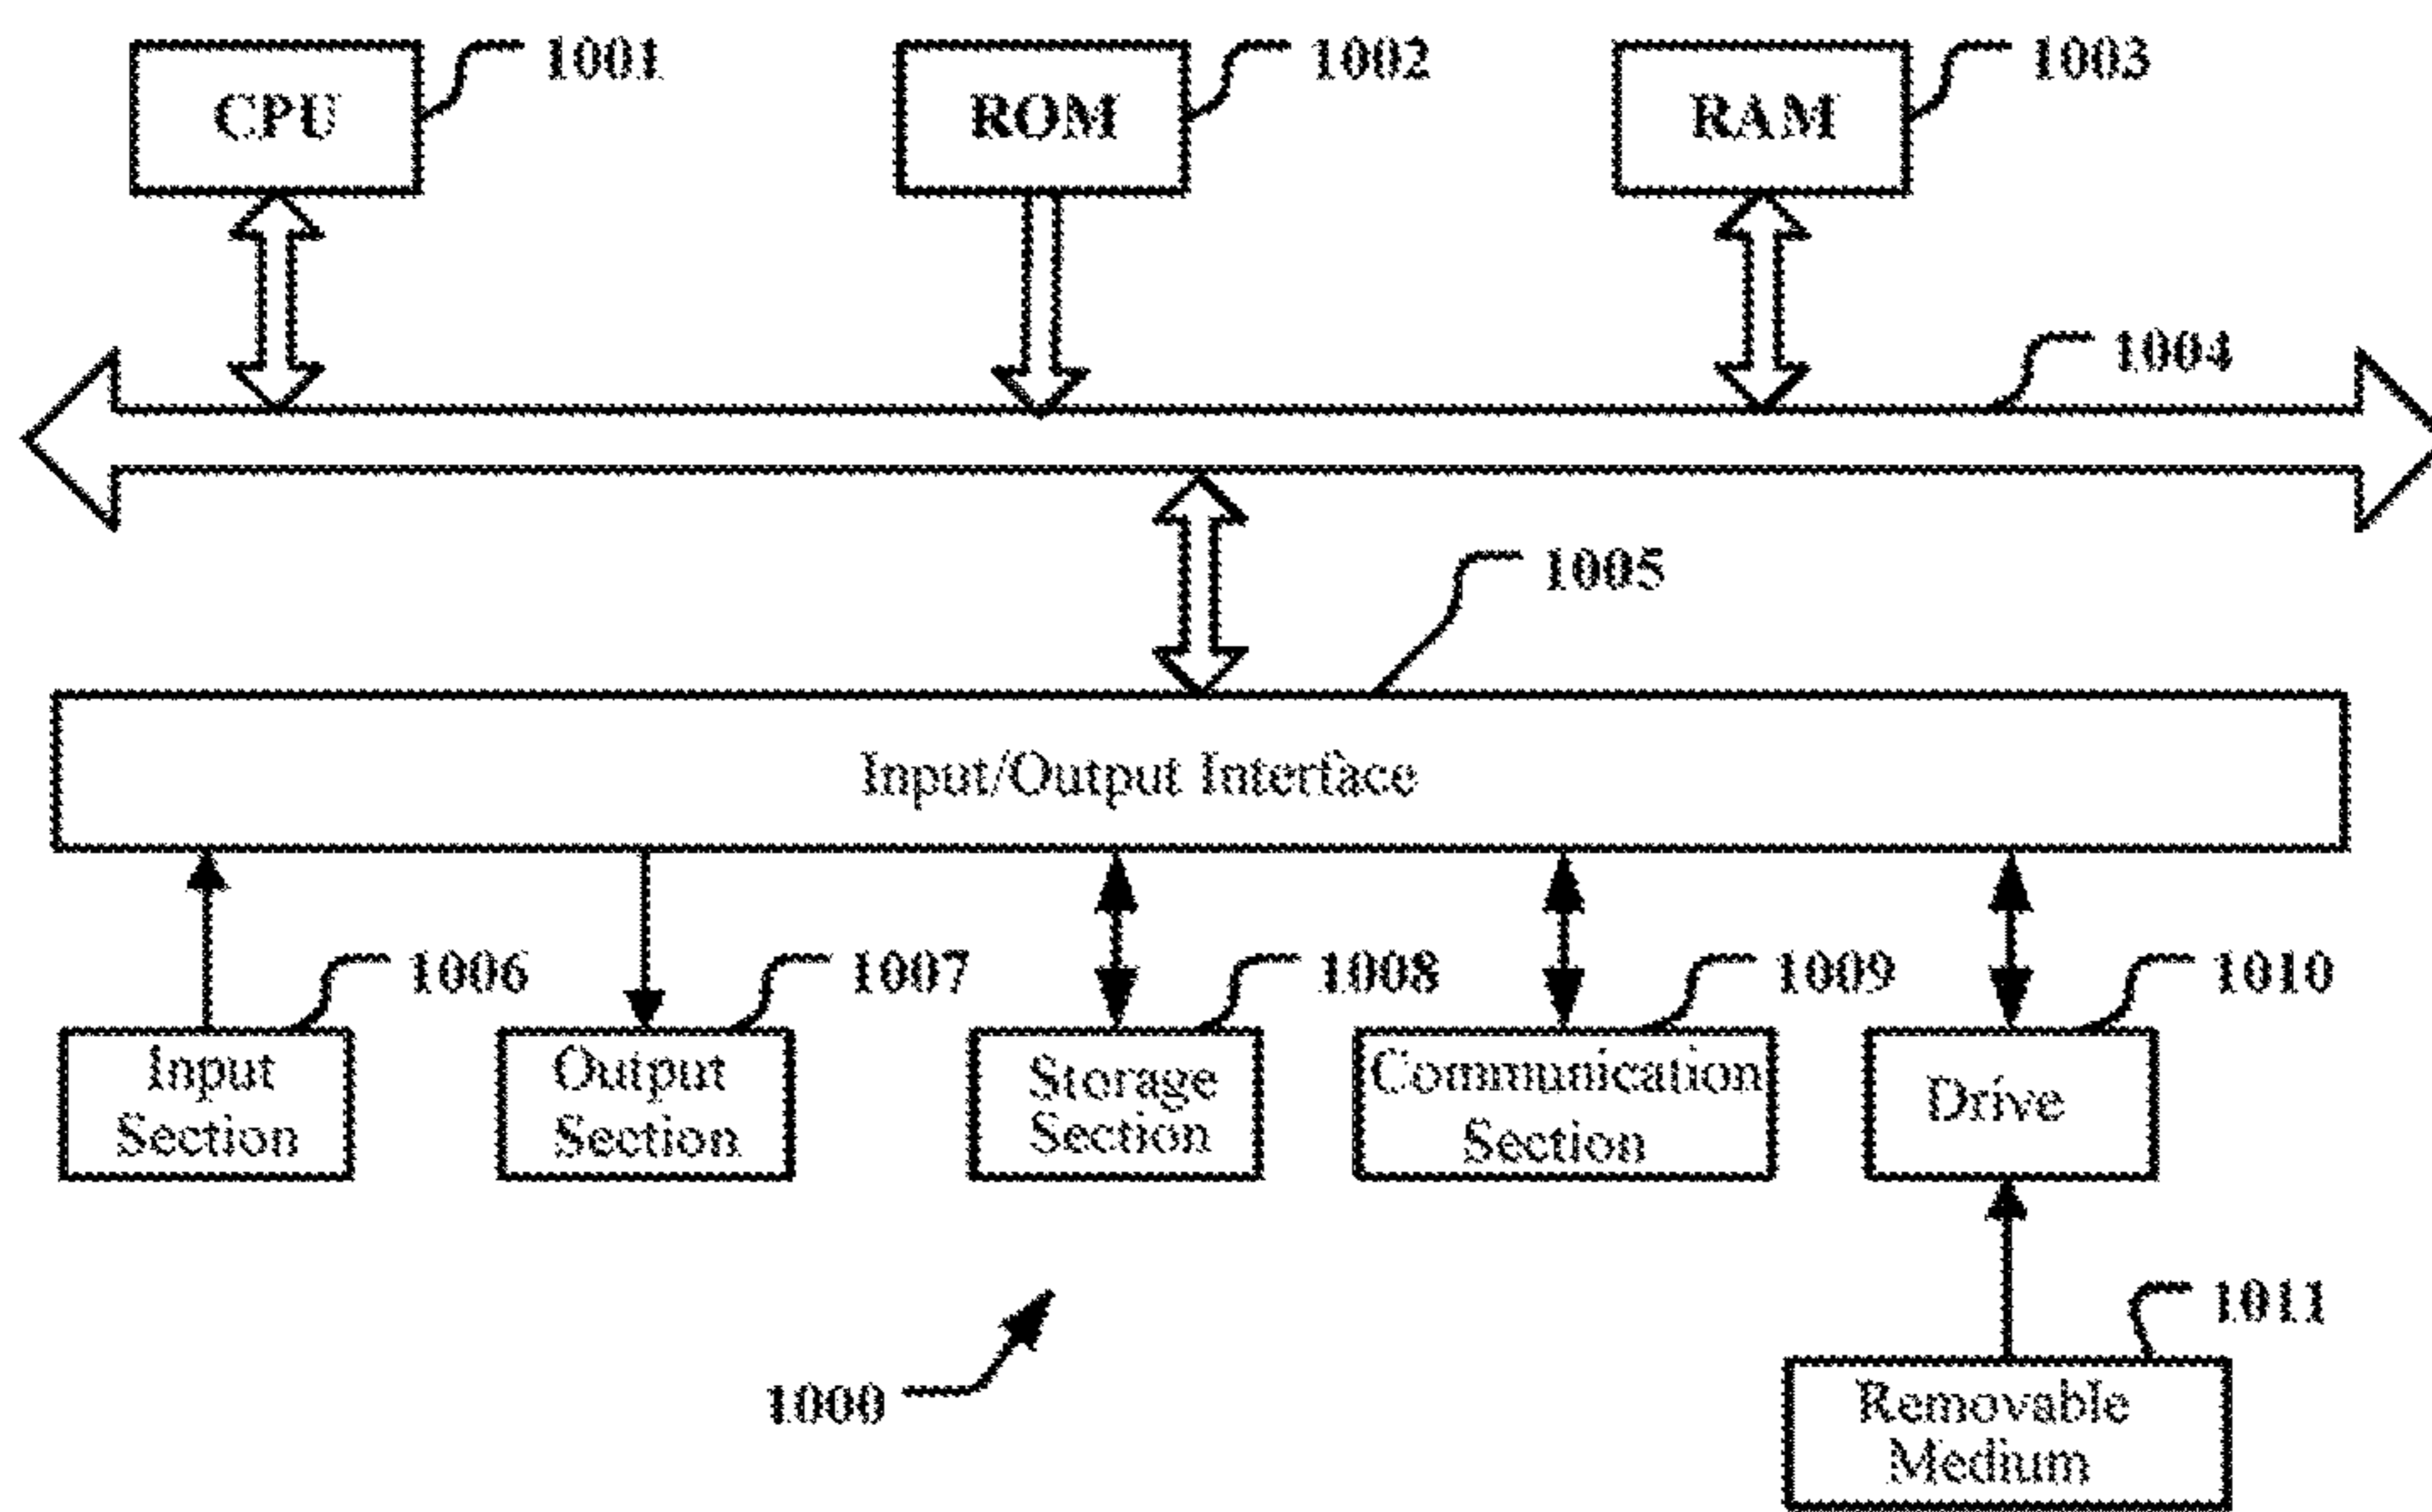 CPU
1001
ROM
1002
RAM
1003
1004
1005
Input/Output Interface
1006
1007
1008
1009
1010
Input
Section
Output
Section
Storage
Section
Communication
Section
Drive
1011
1000
Removable
Medium